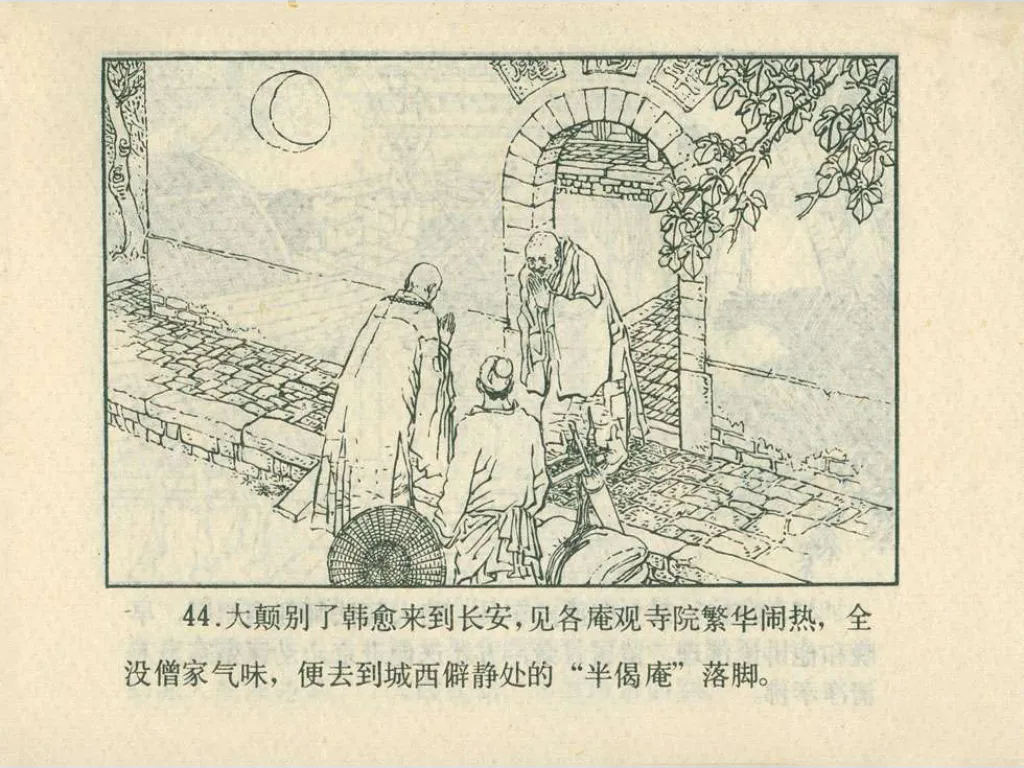 44.大颠别了韩愈来到长安,见各庵观寺院繁华闹热，全
没僧家气味，便去到城西僻静处的“半偈庵”落脚。